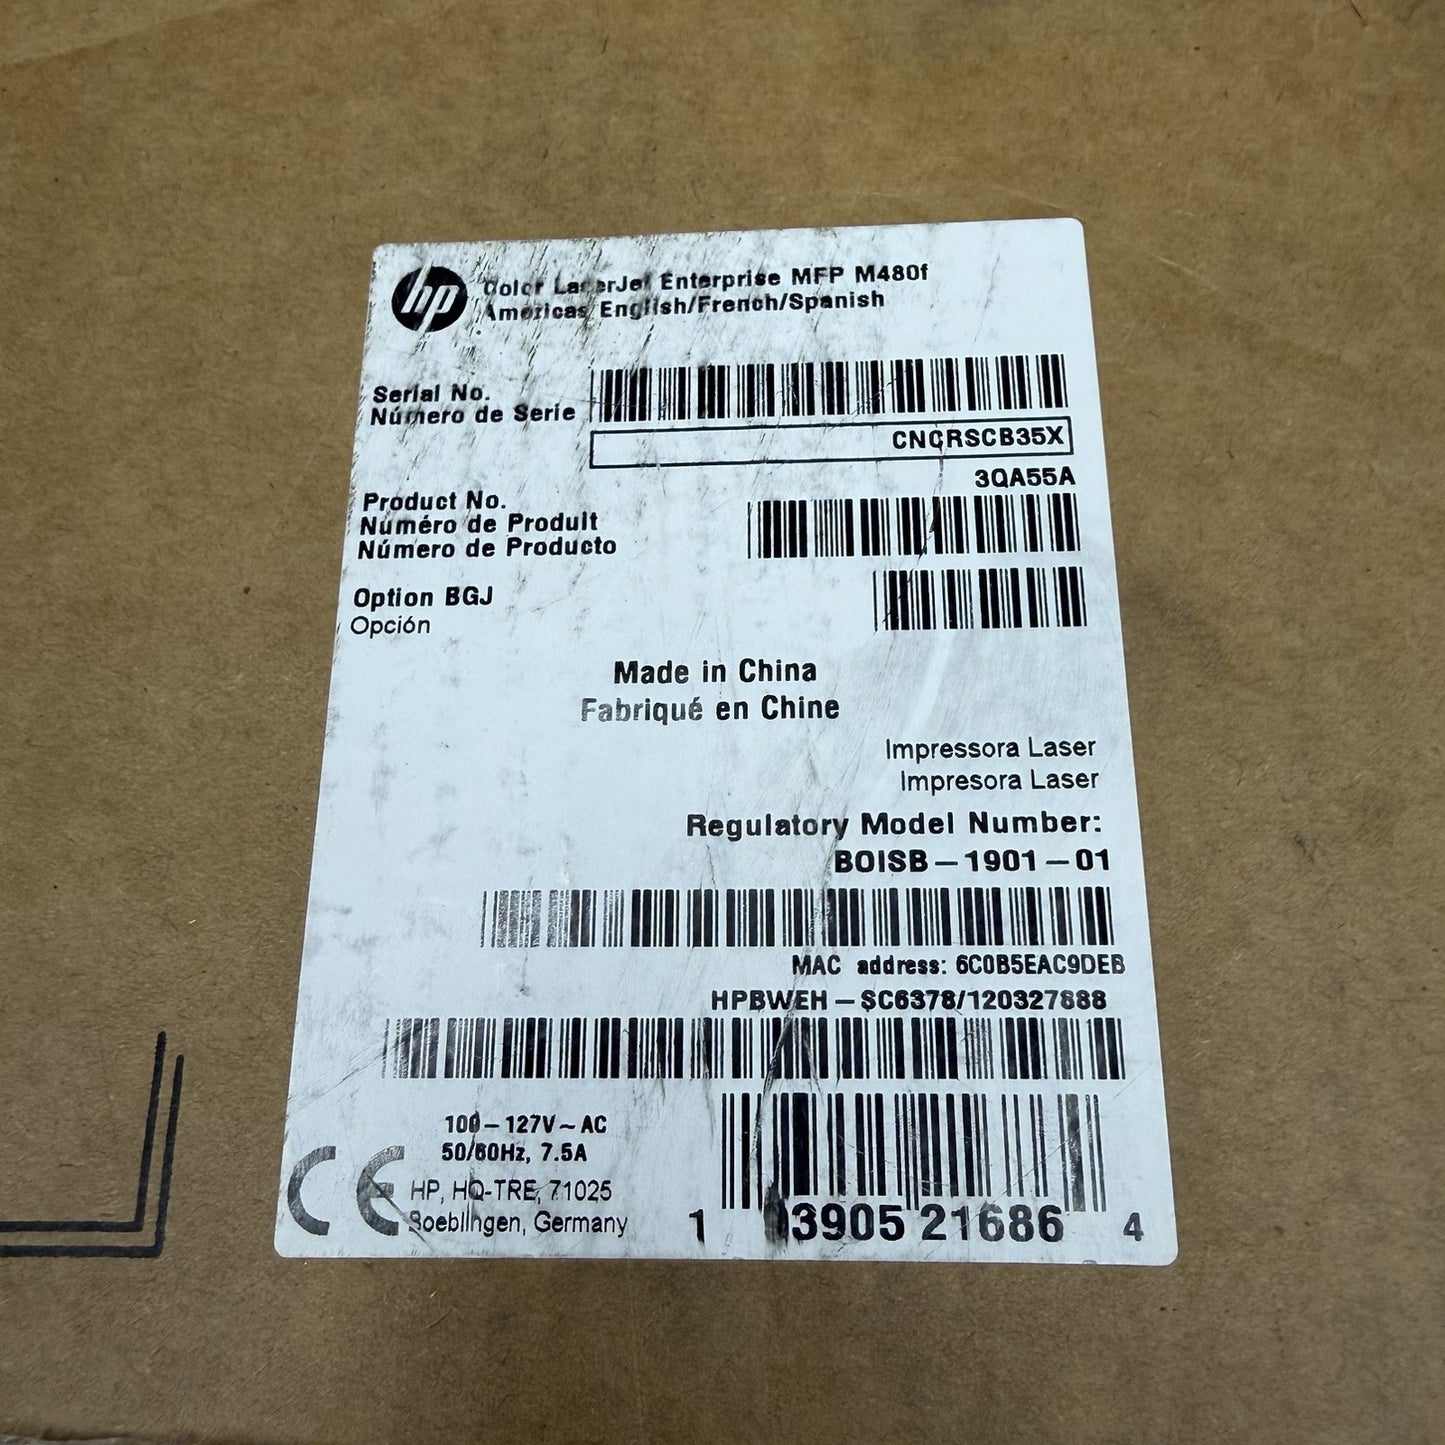 hp
Color LaserJet Enterprise MFP M480f
Americas English/French/Spanish
Serial No.
Número de Serie
CNCRSCB35X
3QA55A
Product No.
Numéro de Produit
Número de Producto
Option BGJ
Opción
Made in China
Fabriqué en Chine
Impressora Laser
Impresora Laser
Regulatory Model Number:
BOISB-1901-01
MAC address: 6C0B5EAC9DEB
HPBWEH-SC6378/120327888
100-127V~AC
50/60Hz, 7.5A
CE
HP, HQ-TRE, 71025
Boeblingen, Germany
1 93905 21686 4